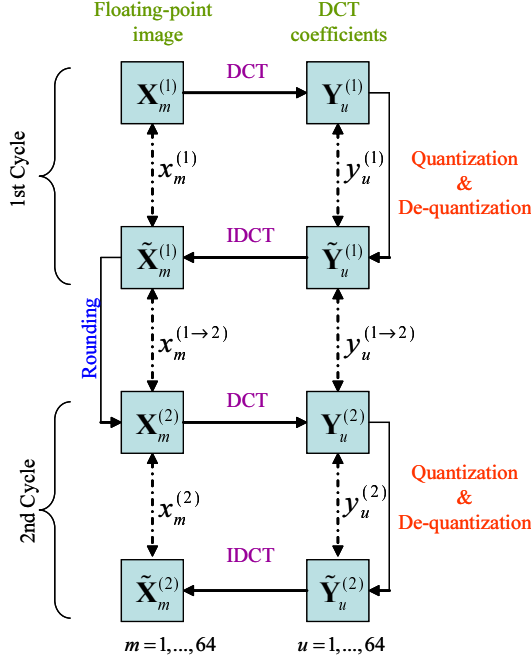 Floating-point
image
DCT
coefficients
1st Cycle
X_m^(1)
DCT
Y_u^(1)
x_m^(1)
y_u^(1)
Quantization
&
De-quantization
X̃_m^(1)
IDCT
Ỹ_u^(1)
Rounding
x_m^(1→2)
y_u^(1→2)
2nd Cycle
X_m^(2)
DCT
Y_u^(2)
x_m^(2)
y_u^(2)
Quantization
&
De-quantization
X̃_m^(2)
IDCT
Ỹ_u^(2)
m = 1,...,64
u = 1,...,64